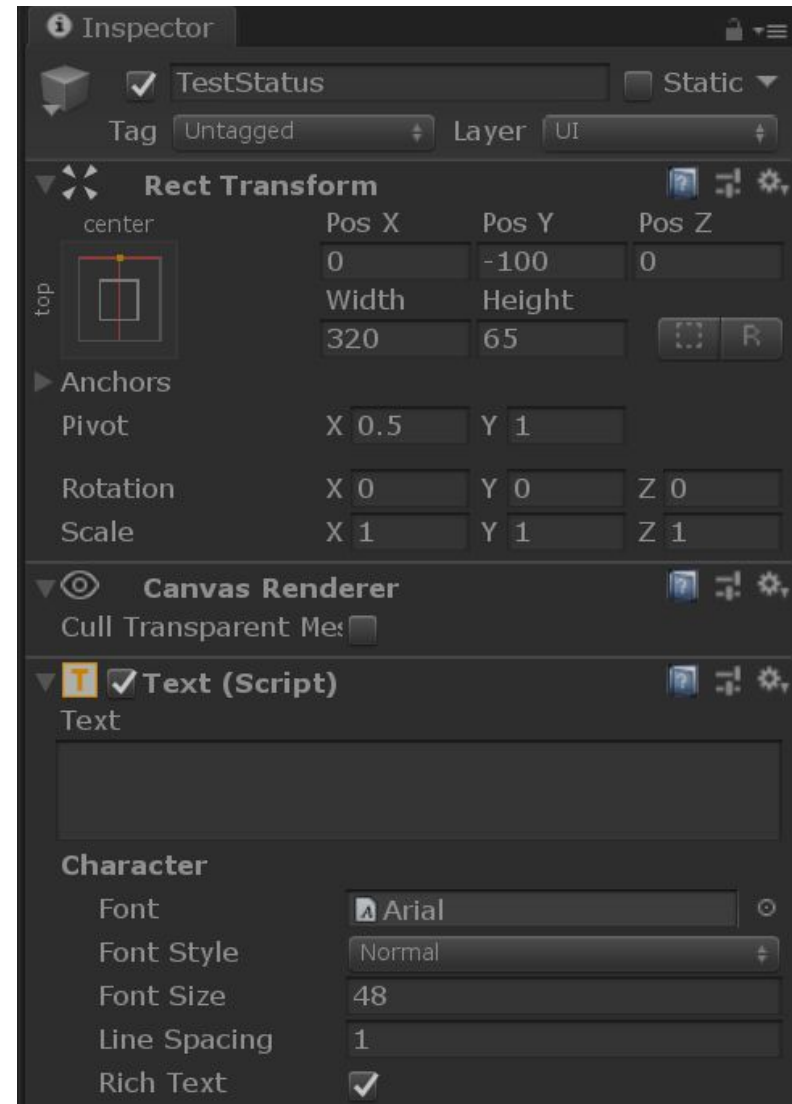 Inspector
TestStatus Static
Tag Untagged Layer UI
Rect Transform
center Pos X Pos Y Pos Z
0 -100 0
top
Width Height
320 65 R
Anchors
Pivot X 0.5 Y 1
Rotation X 0 Y 0 Z 0
Scale X 1 Y 1 Z 1
Canvas Renderer
Cull Transparent Mes
T Text (Script)
Text
Character
Font Arial
Font Style Normal
Font Size 48
Line Spacing 1
Rich Text